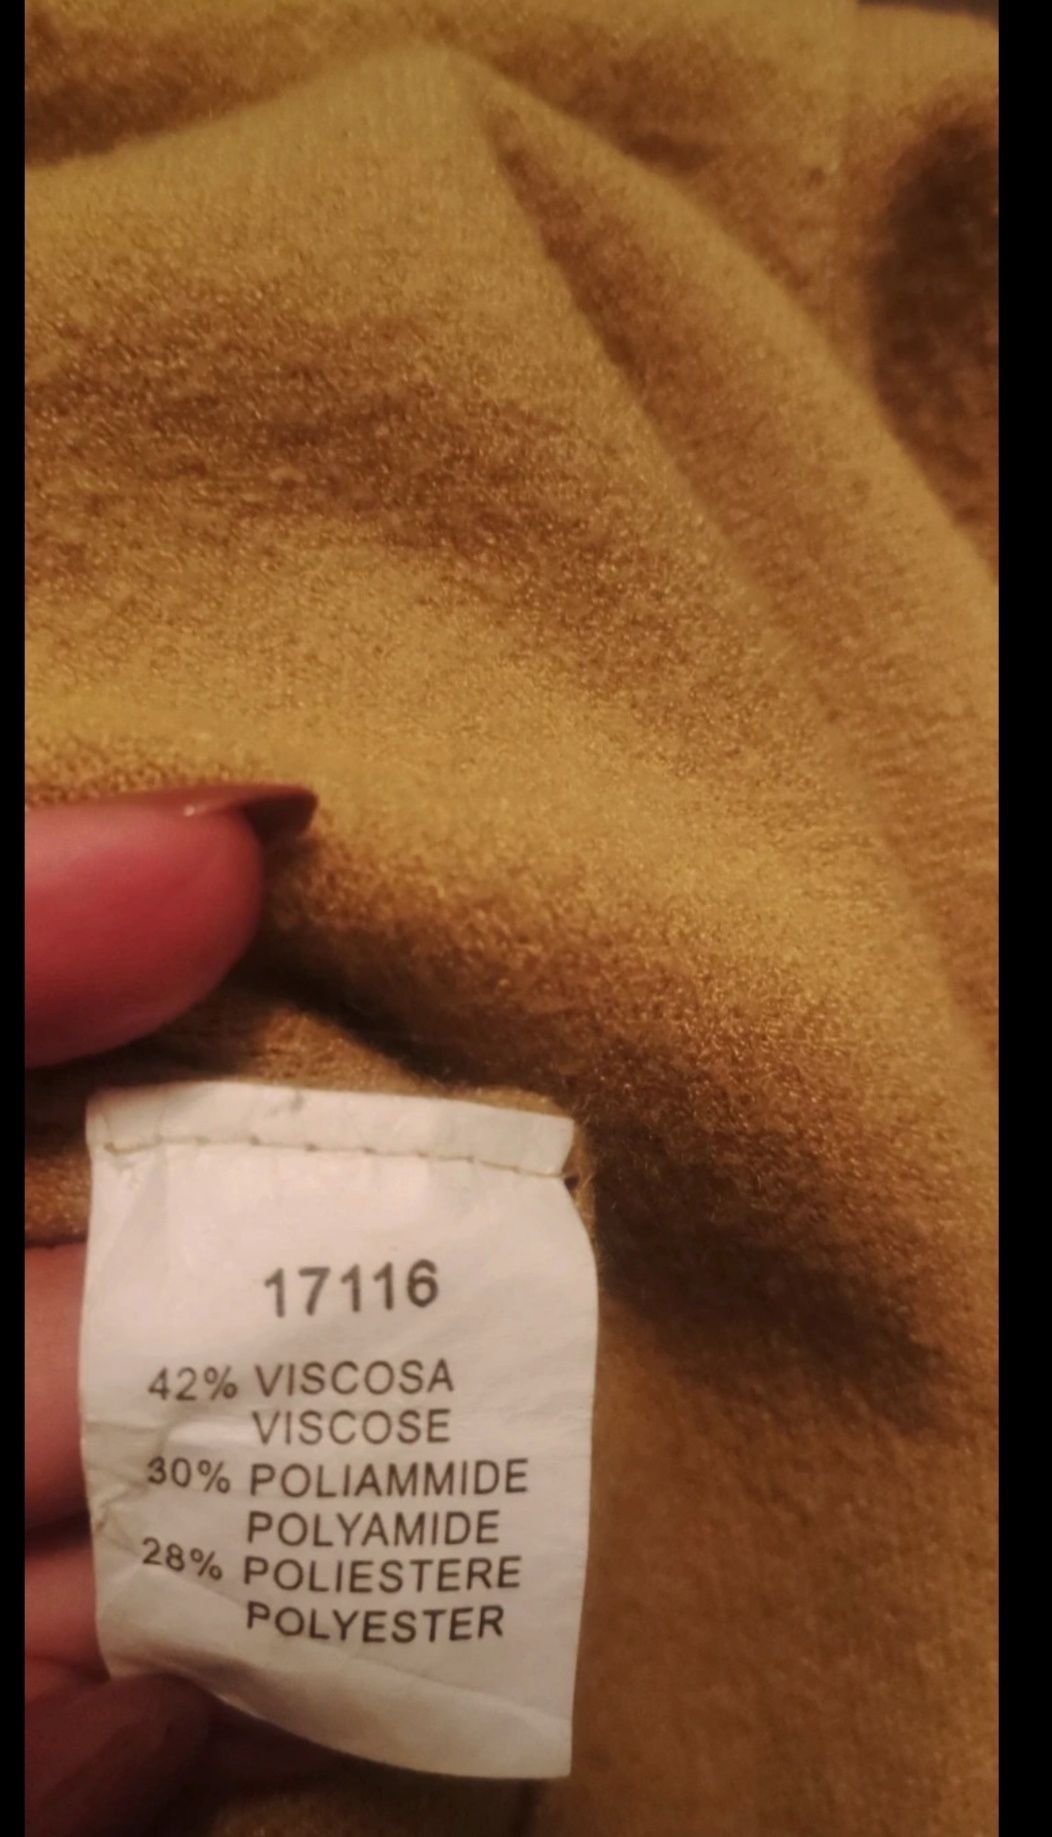 17116
42% VISCOSA
VISCOSE
30% POLIAMMIDE
POLYAMIDE
28% POLIESTERE
POLYESTER